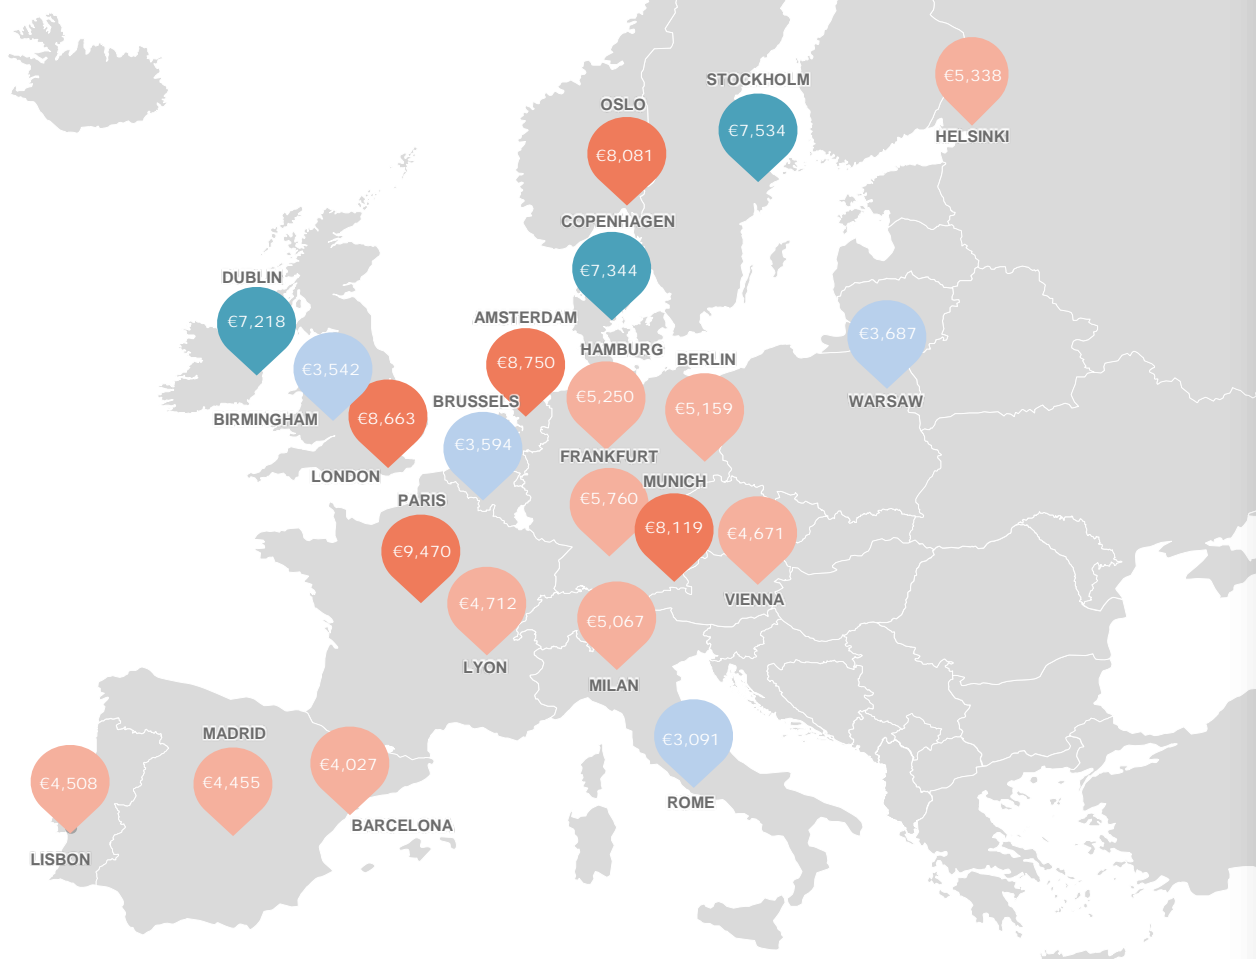 €5,338
HELSINKI
STOCKHOLM
€7,534
OSLO
€8,081
COPENHAGEN
€7,344
DUBLIN
€7,218
AMSTERDAM
€8,750
€3,687
WARSAW
HAMBURG
€5,250
BERLIN
€5,159
€3,542
BIRMINGHAM
€8,663
LONDON
BRUSSELS
€3,594
FRANKFURT
€5,760
MUNICH
€8,119
€4,671
VIENNA
PARIS
€9,470
€4,712
LYON
€5,067
MILAN
€3,091
ROME
MADRID
€4,455
€4,027
BARCELONA
€4,508
LISBON